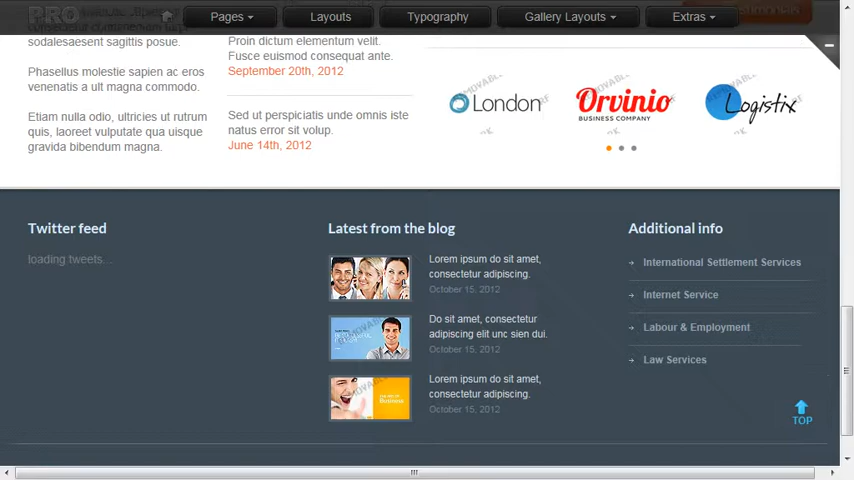 PRO
Pages
Layouts
Typography
Gallery Layouts
Extras
sodalesaesent sagittis posue.
Phasellus molestie sapien ac eros
venenatis a ult magna commodo.
Etiam nulla odio, ultricies ut rutrum
quis, laoreet vulputate qua uisque
gravida bibendum magna.
Proin dictum elementum velit.
Fusce euismod consequat ante.
September 20th, 2012
Sed ut perspiciatis unde omnis iste
natus error sit volup.
June 14th, 2012
London
Orvinio
BUSINESS COMPANY
Logistix
Twitter feed
loading tweets...
Latest from the blog
Lorem ipsum do sit amet,
consectetur adipiscing.
October 15, 2012
Do sit amet, consectetur
adipiscing elit unc sien dui.
October 15, 2012
Lorem ipsum do sit amet,
consectetur adipiscing.
October 15, 2012
Additional info
International Settlement Services
Internet Service
Labour & Employment
Law Services
TOP